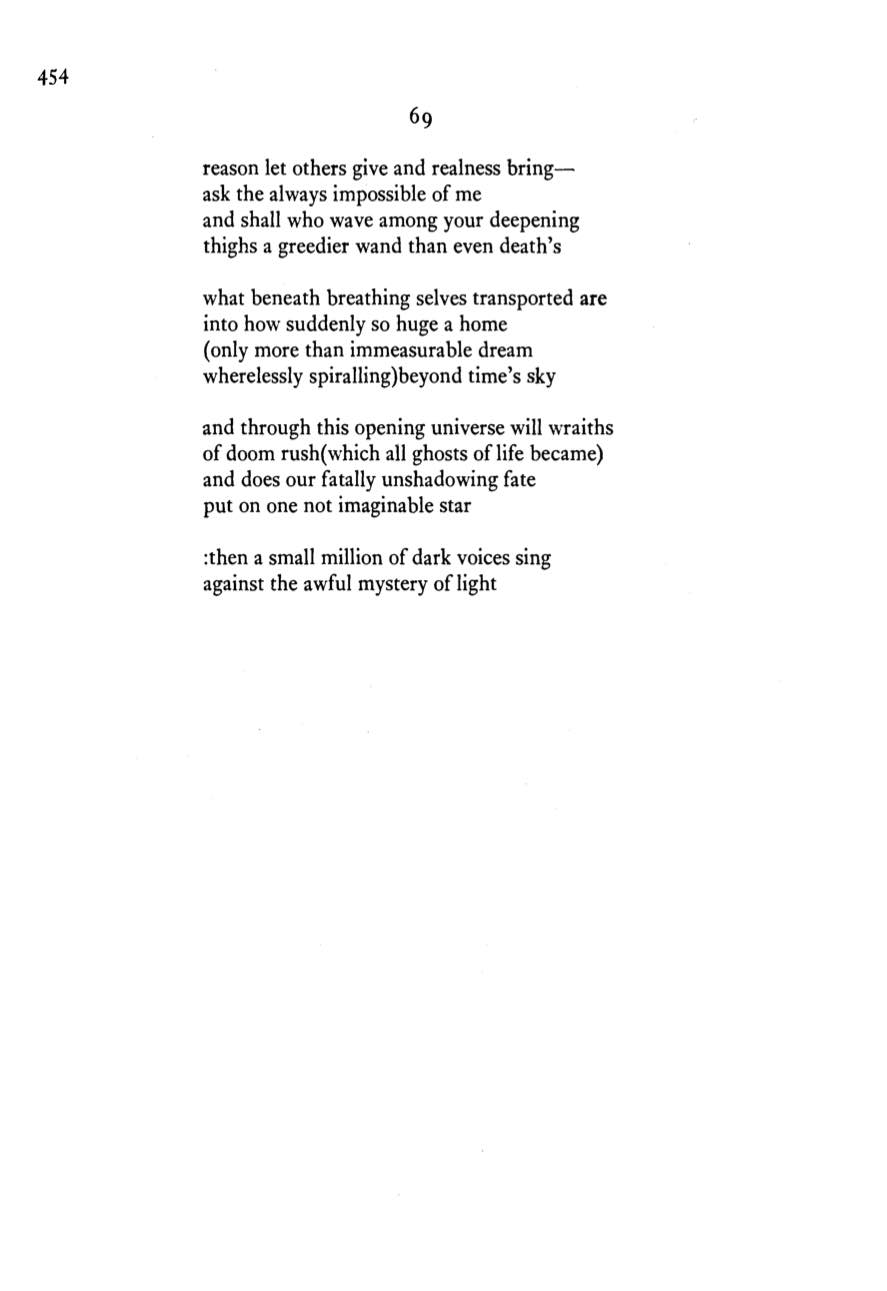 454
69
reason let others give and realness bring—
ask the always impossible of me
and shall who wave among your deepening
thighs a greedier wand than even death's
what beneath breathing selves transported are
into how suddenly so huge a home
(only more than immeasurable dream
wherelessly spiralling)beyond time's sky
and through this opening universe will wraiths
of doom rush(which all ghosts of life became)
and does our fatally unshadowing fate
put on one not imaginable star
:then a small million of dark voices sing
against the awful mystery of light